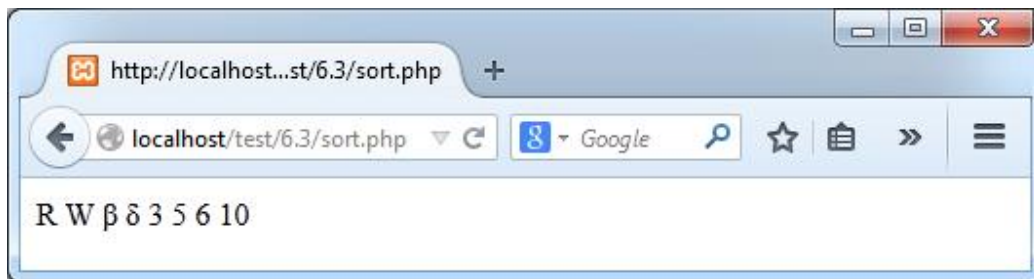 http://localhost...st/6.3/sort.php
localhost/test/6.3/sort.php Google
R W β δ 3 5 6 10